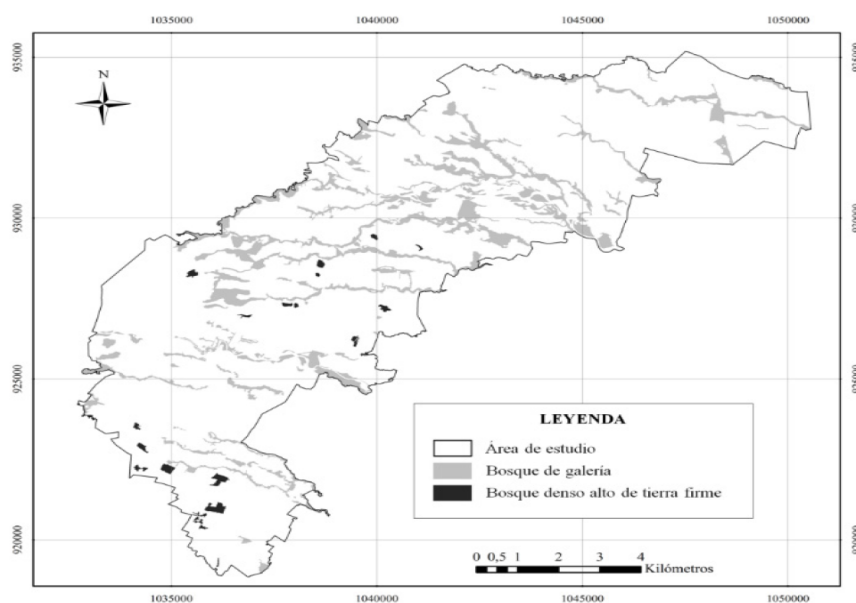 1035000 1040000 1045000 1050000
935000
N
930000
925000
LEYENDA
Área de estudio
Bosque de galería
Bosque denso alto de tierra firme
920000
0 0,5 1 2 3 4
Kilómetros
1035000 1040000 1045000 1050000